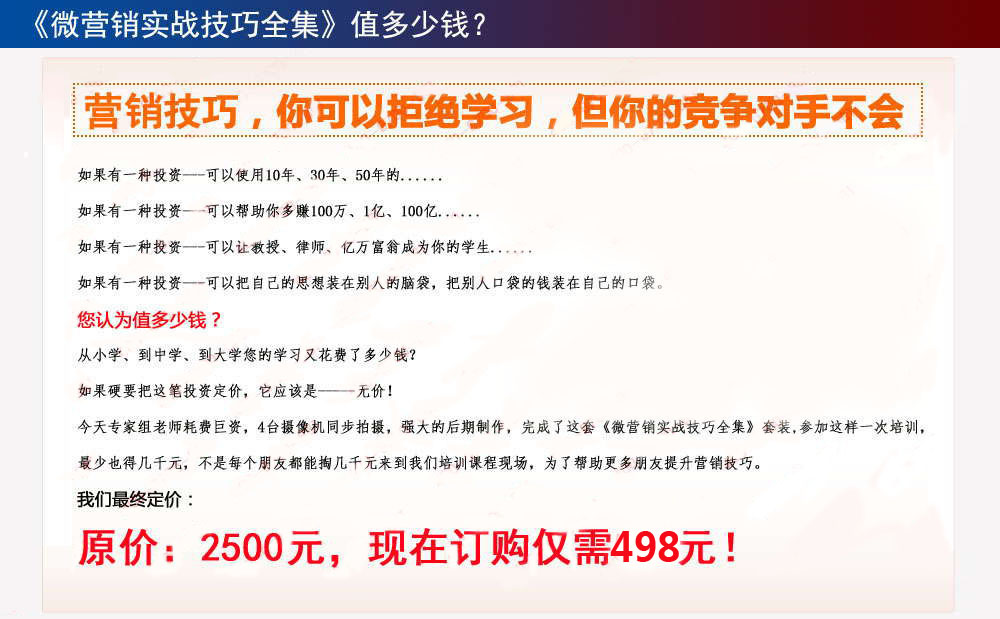 《微营销实战技巧全集》值多少钱？
营销技巧，你可以拒绝学习，但你的竞争对手不会
如果有一种投资---可以使用10年、30年、50年的......
如果有一种投资---可以帮助你多赚100万、1亿、100亿......
如果有一种投资---可以让教授、律师、亿万富翁成为你的学生......
如果有一种投资---可以把自己的思想装在别人的脑袋，把别人口袋的钱装在自己的口袋。
您认为值多少钱？
从小学、到中学、到大学您的学习又花费了多少钱？
如果硬要把这笔投资定价，它应该是-----无价！
今天专家组老师耗费巨资，4台摄像机同步拍摄，强大的后期制作，完成了这套《微营销实战技巧全集》套装,参加这样一次培训，
最少也得几千元，不是每个朋友都能掏几千元来到我们培训课程现场，为了帮助更多朋友提升营销技巧。
我们最终定价：
原价：2500元，现在订购仅需498元！